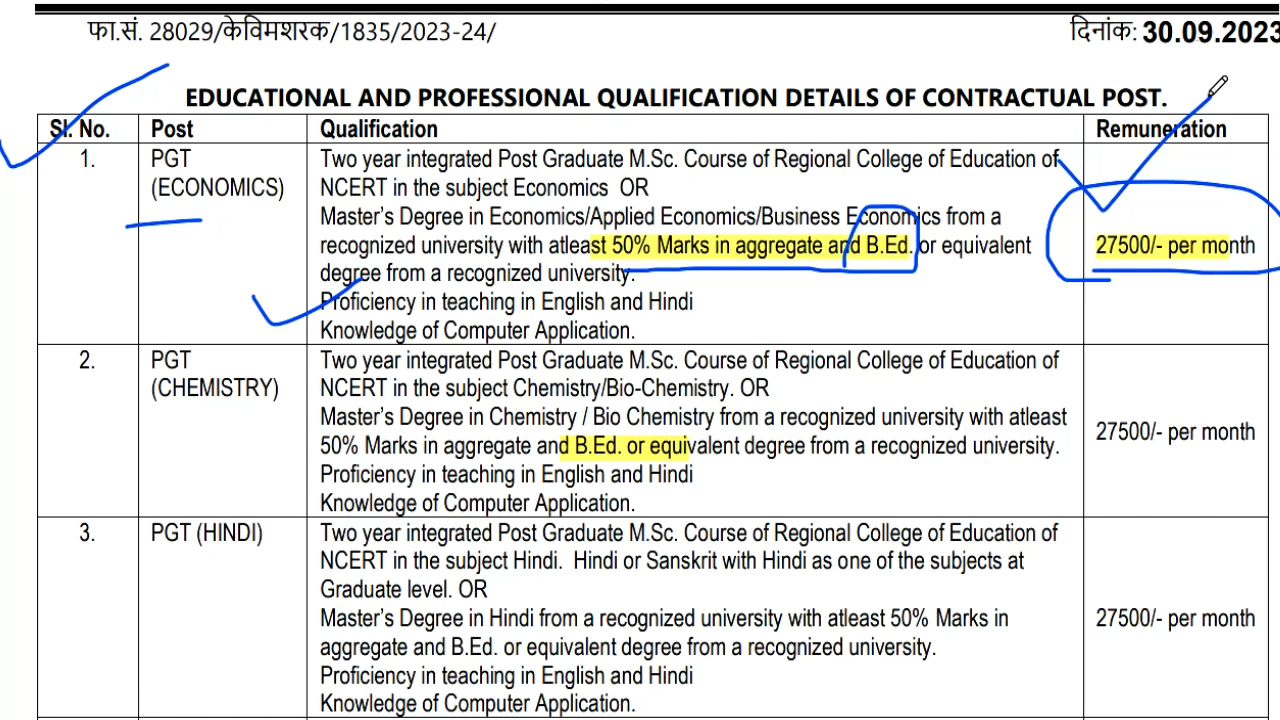 फा.सं. 28029/केविमशरक/1835/2023-24/ दिनांक: 30.09.2023
EDUCATIONAL AND PROFESSIONAL QUALIFICATION DETAILS OF CONTRACTUAL POST.
Sl. No. Post Qualification Remuneration
1. PGT Two year integrated Post Graduate M.Sc. Course of Regional College of Education of
(ECONOMICS) NCERT in the subject Economics OR
Master's Degree in Economics/Applied Economics/Business Economics from a
recognized university with atleast 50% Marks in aggregate and B.Ed. or equivalent 27500/- per month
degree from a recognized university.
Proficiency in teaching in English and Hindi
Knowledge of Computer Application.
2. PGT Two year integrated Post Graduate M.Sc. Course of Regional College of Education of
(CHEMISTRY) NCERT in the subject Chemistry/Bio-Chemistry. OR
Master's Degree in Chemistry / Bio Chemistry from a recognized university with atleast
50% Marks in aggregate and B.Ed. or equivalent degree from a recognized university. 27500/- per month
Proficiency in teaching in English and Hindi
Knowledge of Computer Application.
3. PGT (HINDI) Two year integrated Post Graduate M.Sc. Course of Regional College of Education of
NCERT in the subject Hindi. Hindi or Sanskrit with Hindi as one of the subjects at
Graduate level. OR
Master's Degree in Hindi from a recognized university with atleast 50% Marks in 27500/- per month
aggregate and B.Ed. or equivalent degree from a recognized university.
Proficiency in teaching in English and Hindi
Knowledge of Computer Application.